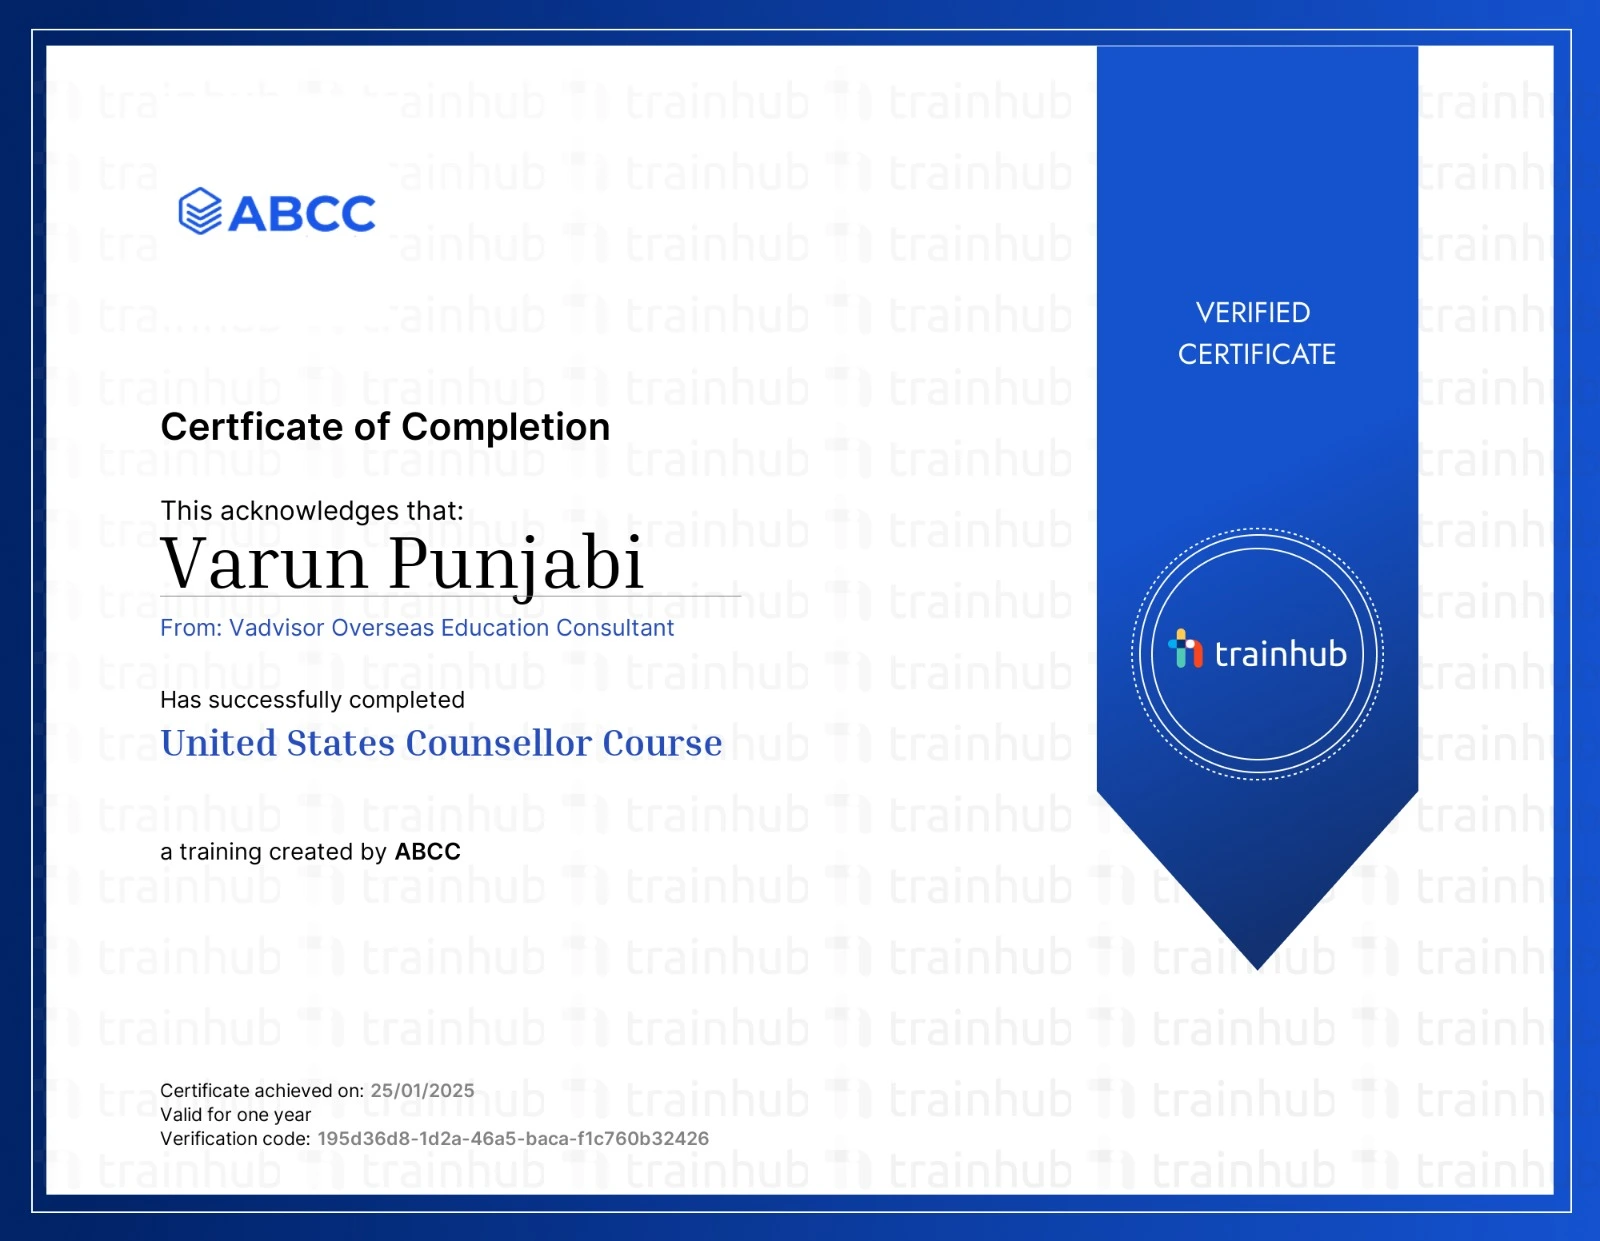 ABCC
VERIFIED
CERTIFICATE
Certficate of Completion
This acknowledges that:
Varun Punjabi
From: Vadvisor Overseas Education Consultant
trainhub
Has successfully completed
United States Counsellor Course
a training created by ABCC
Certificate achieved on: 25/01/2025
Valid for one year
Verification code: 195d36d8-1d2a-46a5-baca-f1c760b32426